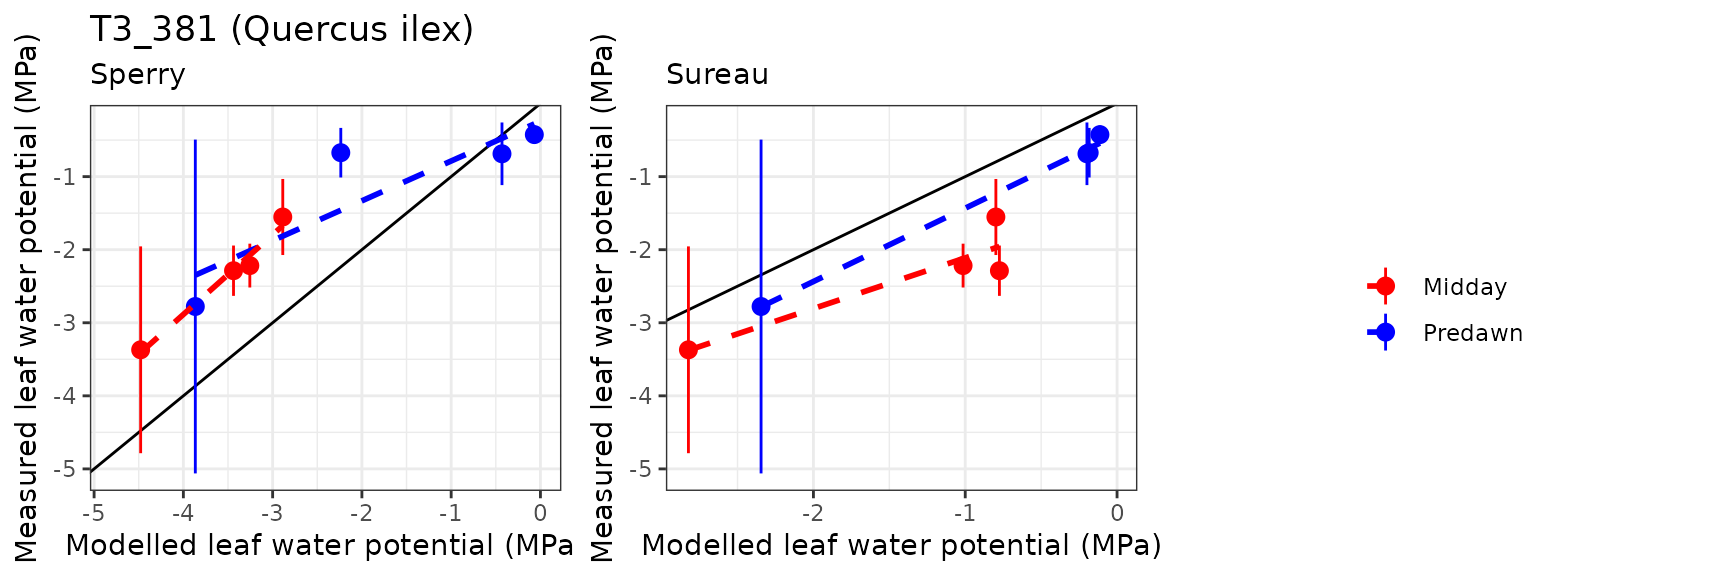 T3_381 (Quercus ilex)
Sperry
Measured leaf water potential (MPa)
-1
-2
-3
-4
-5
-5 -4 -3 -2 -1 0
Modelled leaf water potential (MPa
Sureau
Measured leaf water potential (MPa)
-1
-2
-3
-4
-5
-2 -1 0
Modelled leaf water potential (MPa)
Midday
Predawn